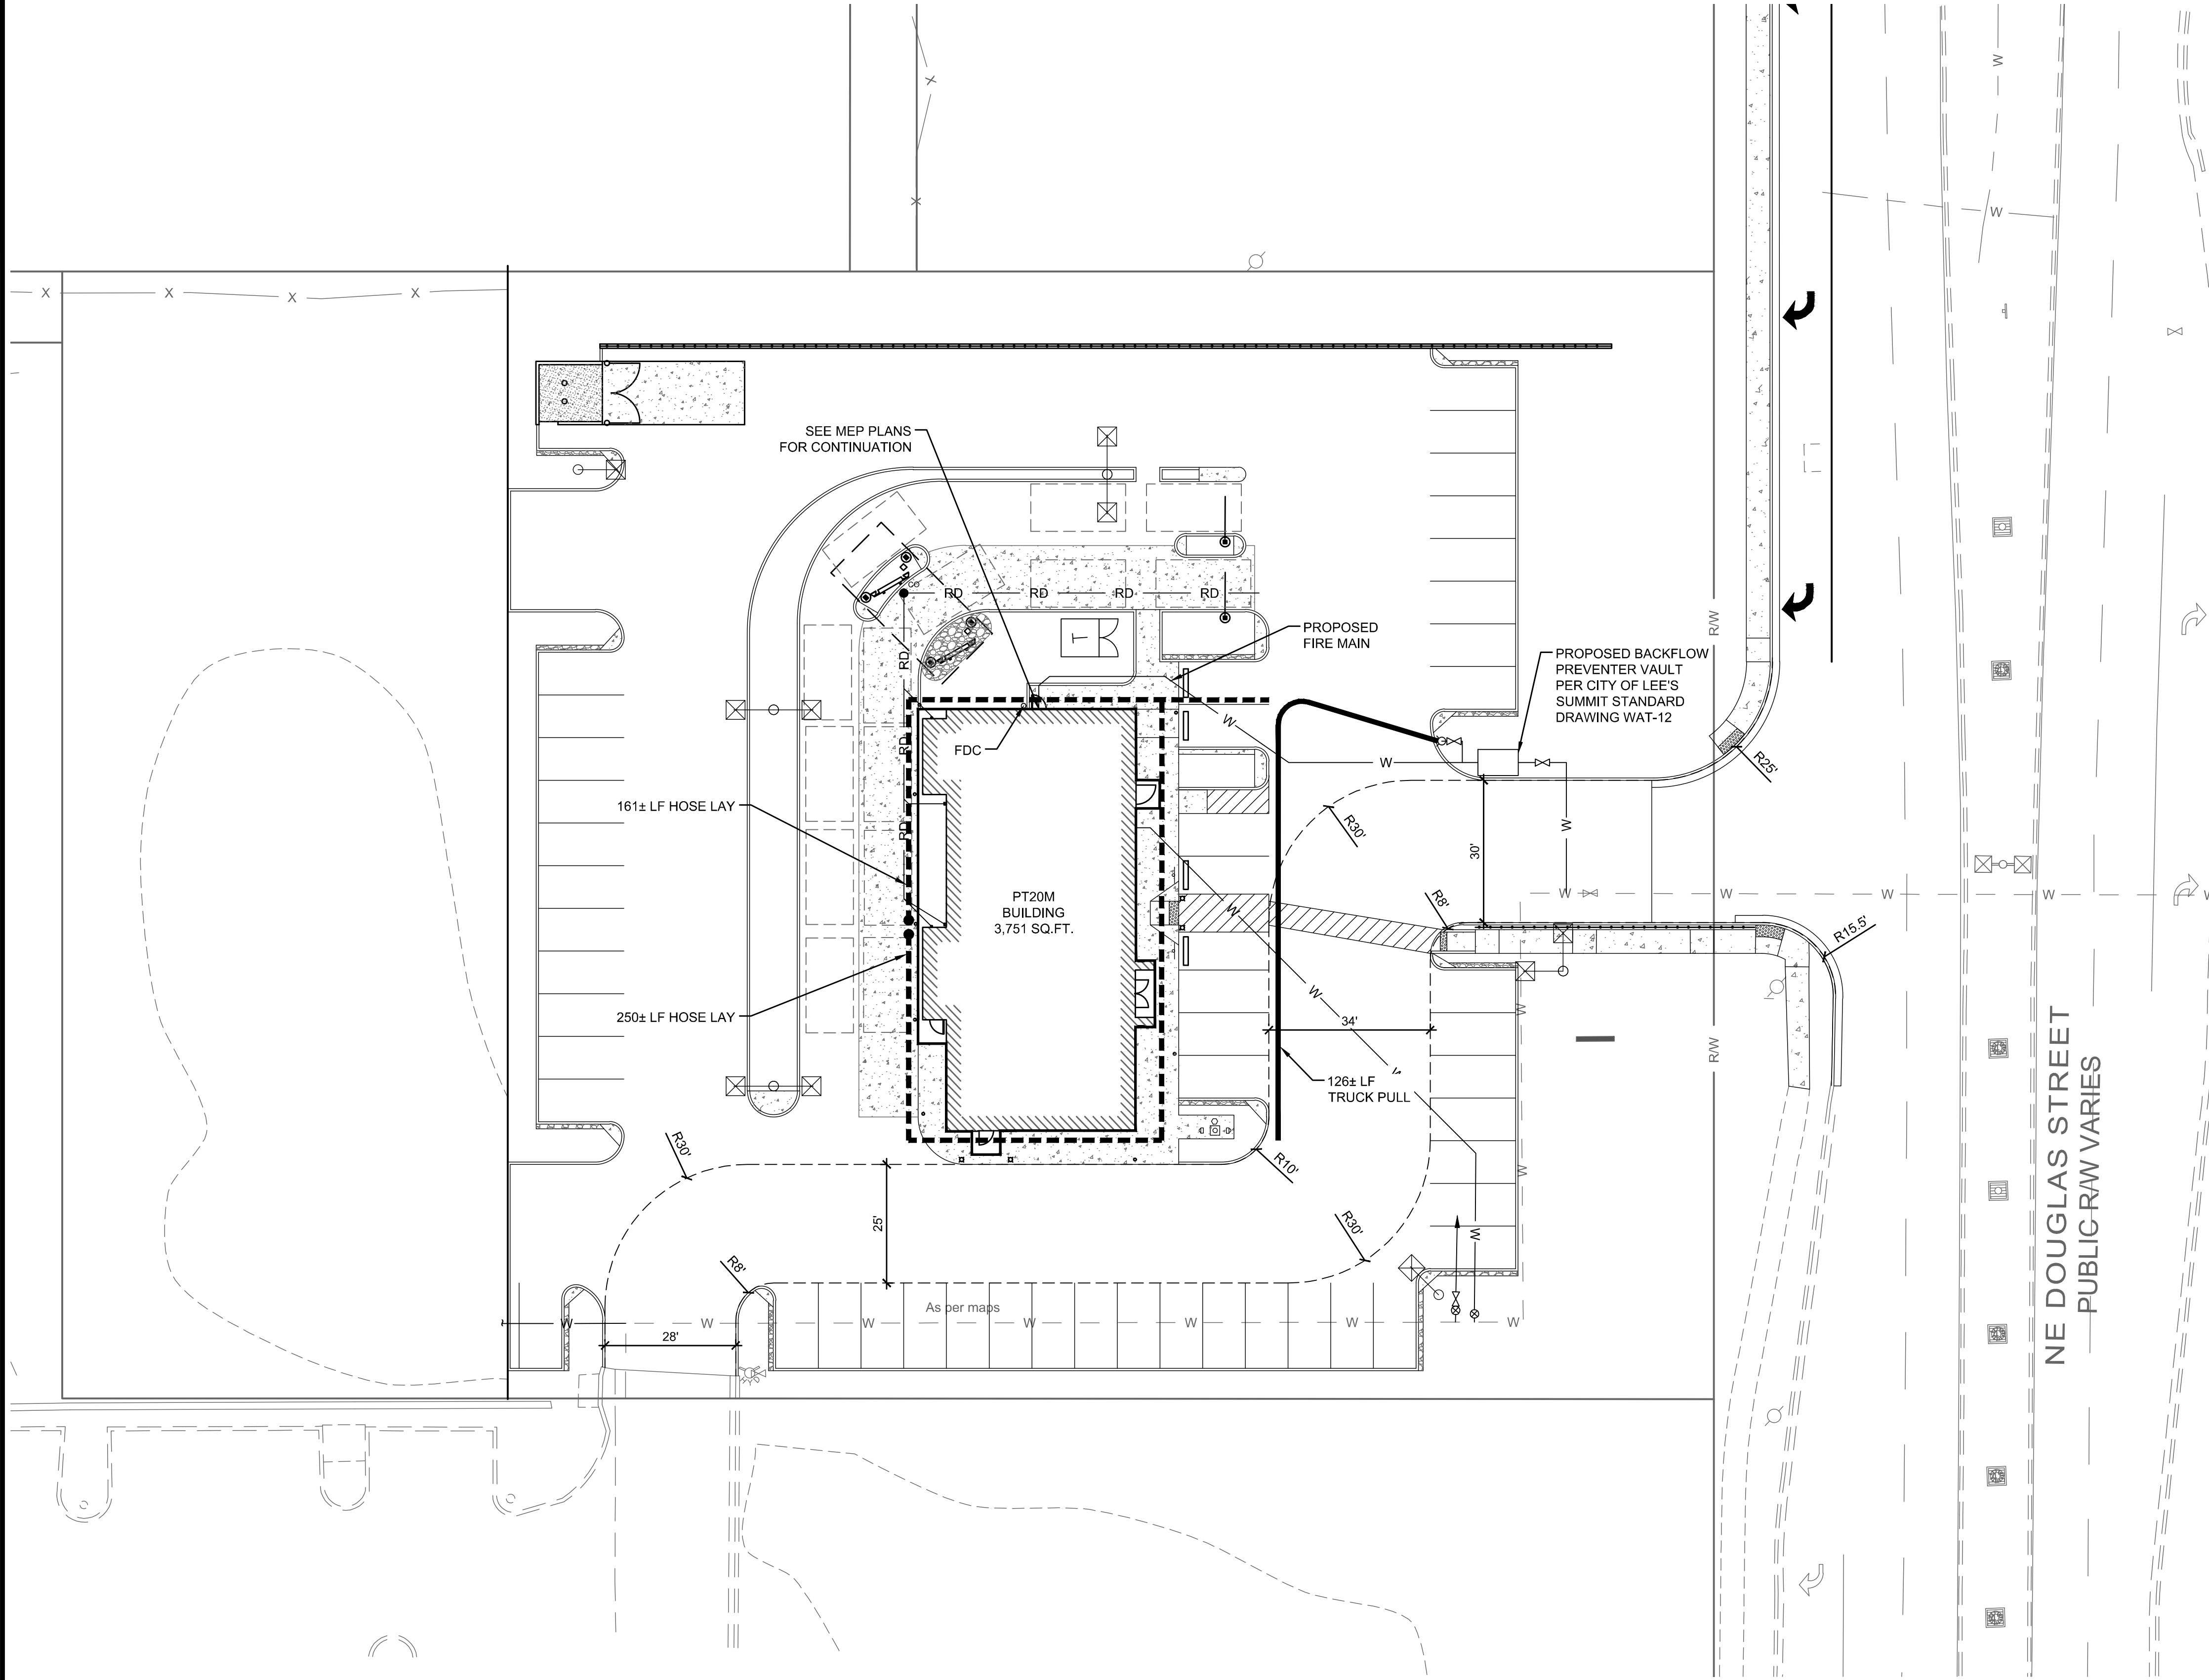 W
W
X
X
X
X
X
X
SEE MEP PLANS
FOR CONTINUATION
CO
RD
RD
RD
RD
PROPOSED
FIRE MAIN
R/W
PROPOSED BACKFLOW
PREVENTER VAULT
PER CITY OF LEE'S
SUMMIT STANDARD
DRAWING WAT-12
T
RD
RD
RD
FDC
W
W
W
R25'
161± LF HOSE LAY
R30'
30'
PT20M
BUILDING
3,751 SQ.FT.
R8'
W
W
W
W
W
R15.5'
250± LF HOSE LAY
W
W
34'
W
R/W
126± LF
TRUCK PULL
NE DOUGLAS STREET
PUBLIC R/W VARIES
R30'
R10'
W
25'
R30'
W
R8'
As per maps
W
W
W
W
W
W
W
28'